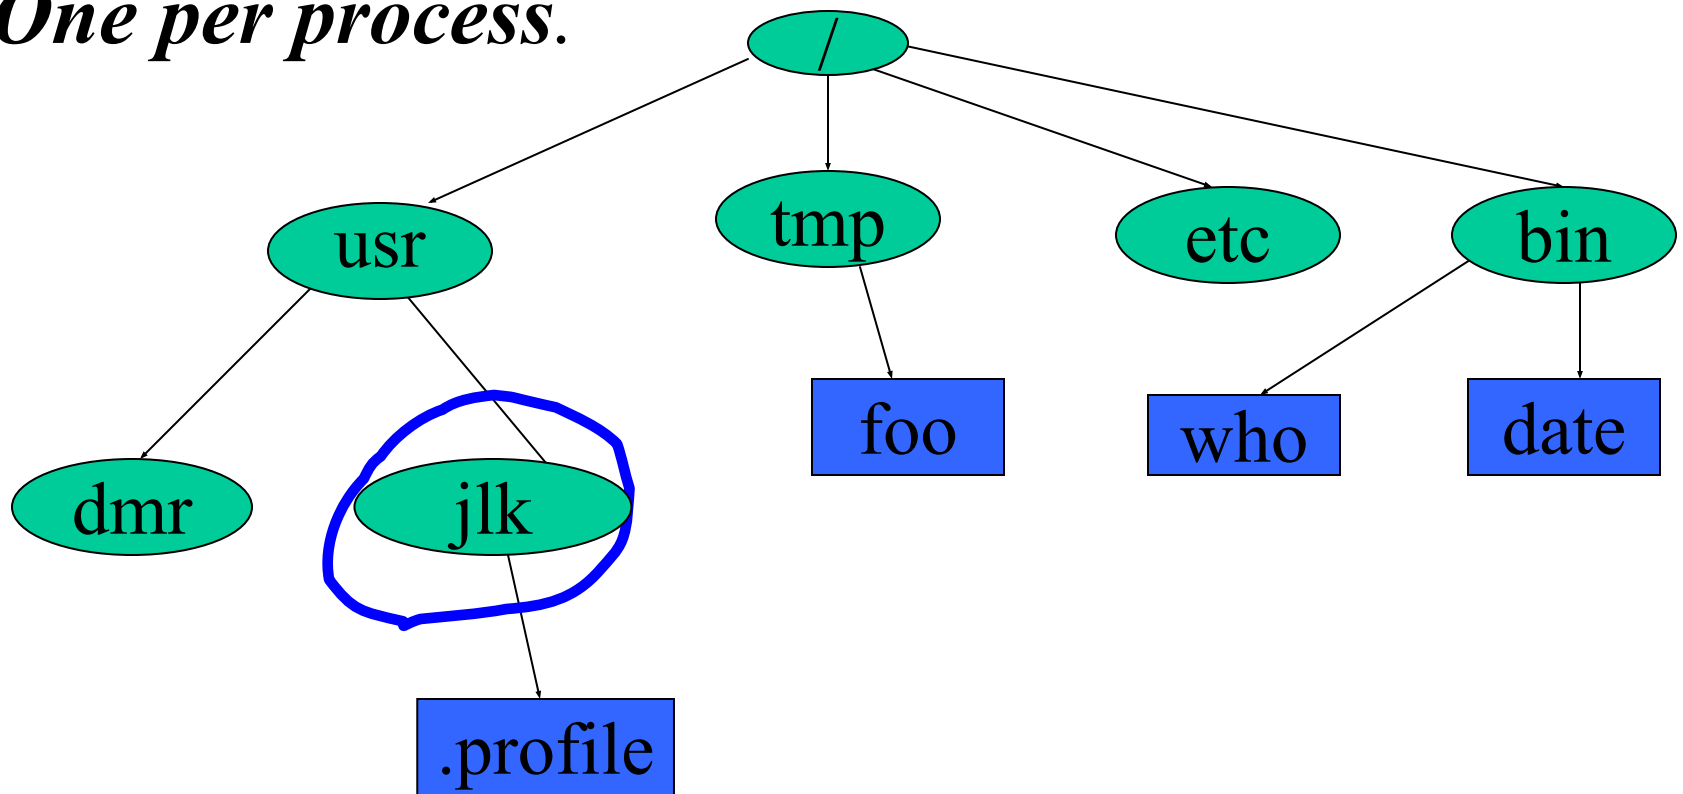 One per process.
/
usr
tmp
etc
bin
foo
who
date
dmr
jlk
.profile